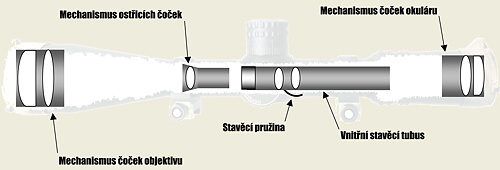 Mechanismus ostřících čoček
Mechanismus čoček okuláru
Stavěcí pružina
Vnitřní stavěcí tubus
Mechanismus čoček objektivu